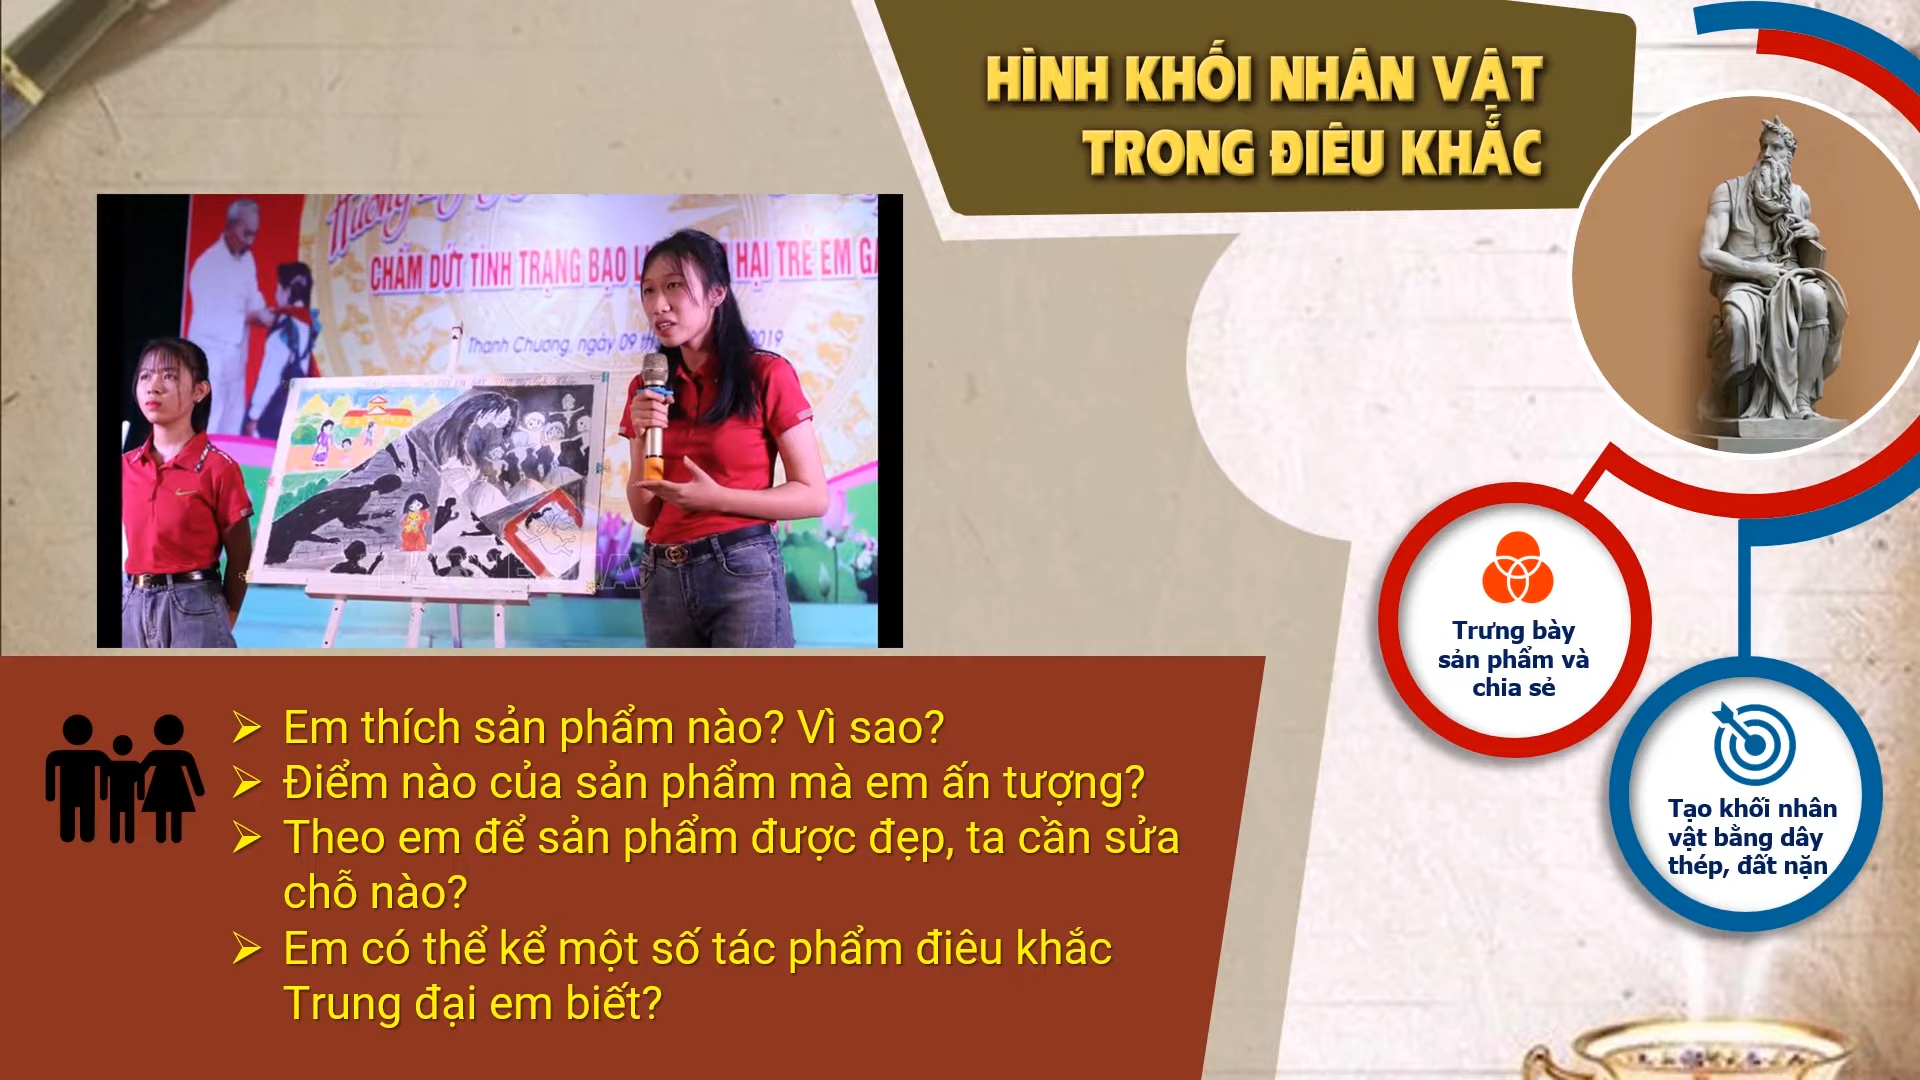 HÌNH KHỐI NHÂN VẬT
TRONG ĐIÊU KHẮC
CHẤM DỨT TÌNH TRẠNG BẠO HẠI TRẺ EM
Thanh Chương, ngày 09 2019
Trưng bày
sản phẩm và
chia sẻ
Tạo khối nhân
vật bằng dây
thép, đất nặn
➢ Em thích sản phẩm nào? Vì sao?
➢ Điểm nào của sản phẩm mà em ấn tượng?
➢ Theo em để sản phẩm được đẹp, ta cần sửa
chỗ nào?
➢ Em có thể kể một số tác phẩm điêu khắc
Trung đại em biết?